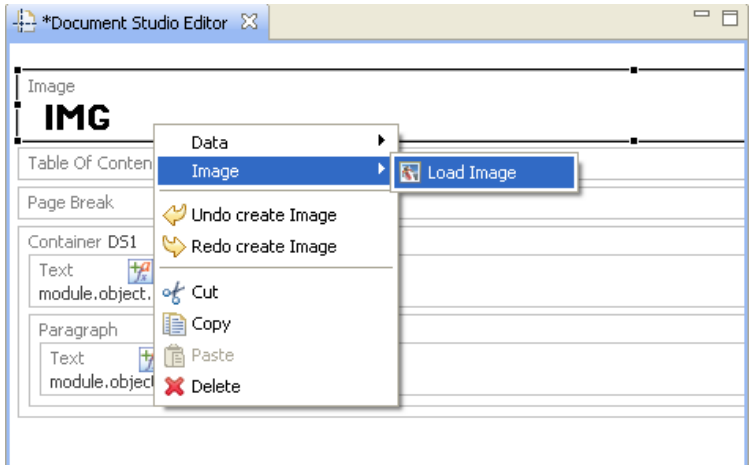 *Document Studio Editor
Image
IMG
Data
Table Of Conten
Image
Load Image
Page Break
Undo create Image
Container DS1
Redo create Image
Text
module.object.
Cut
Copy
Paragraph
Paste
Text
module.object
Delete